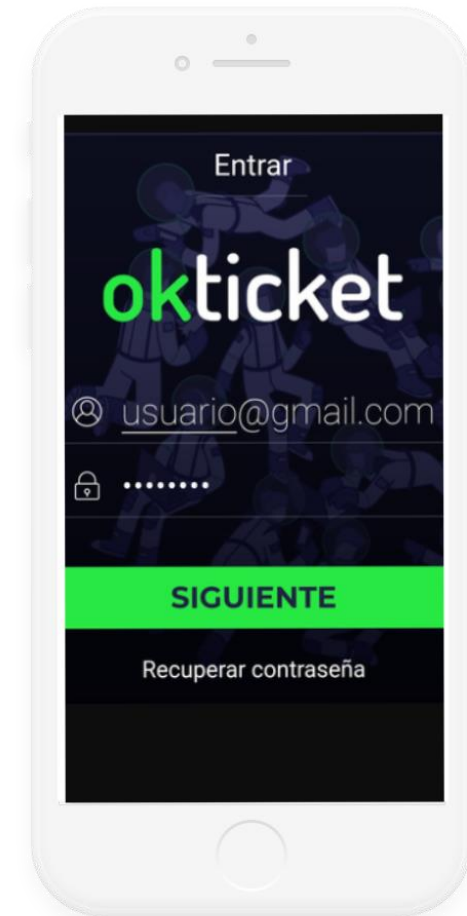 Entrar
okticket
usuario@gmail.com
••••••••
SIGUIENTE
Recuperar contraseña